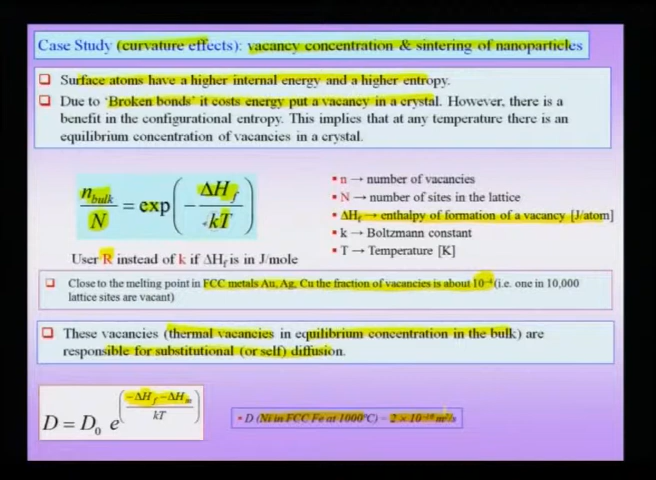 Case Study (curvature effects): vacancy concentration & sintering of nanoparticles
❑ Surface atoms have a higher internal energy and a higher entropy.
❑ Due to 'Broken bonds' it costs energy put a vacancy in a crystal. However, there is a
benefit in the configurational entropy. This implies that at any temperature there is an
equilibrium concentration of vacancies in a crystal.
n_bulk / N = exp(−ΔH_f / kT)
▪ n → number of vacancies
▪ N → number of sites in the lattice
▪ ΔH_f → enthalpy of formation of a vacancy [J/atom]
▪ k → Boltzmann constant
▪ T → Temperature [K]
User R instead of k if ΔH_f is in J/mole
❑ Close to the melting point in FCC metals Au, Ag, Cu the fraction of vacancies is about 10⁻⁴ (i.e. one in 10,000
lattice sites are vacant)
❑ These vacancies (thermal vacancies in equilibrium concentration in the bulk) are
responsible for substitutional (or self) diffusion.
D = D₀ e^((−ΔH_f −ΔH_m) / kT)
▪ D (Ni in FCC Fe at 1000°C) = 2 × 10⁻¹⁶ m²/s